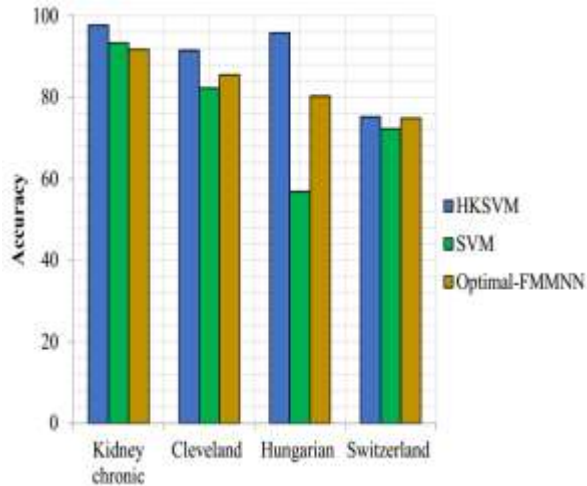 100
80
60
40
20
0
Accuracy
Kidney
chronic
Cleveland
Hungarian
Switzerland
HKSVM
SVM
Optimal-FMMNN